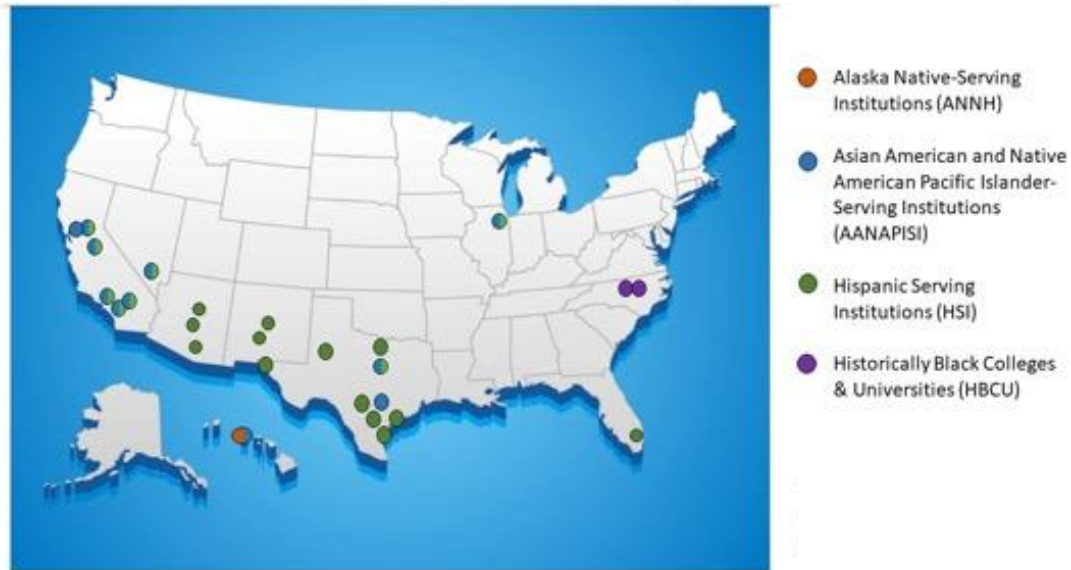 Alaska Native-Serving
Institutions (ANNH)
Asian American and Native
American Pacific Islander-
Serving Institutions
(AANAPISI)
Hispanic Serving
Institutions (HSI)
Historically Black Colleges
& Universities (HBCU)